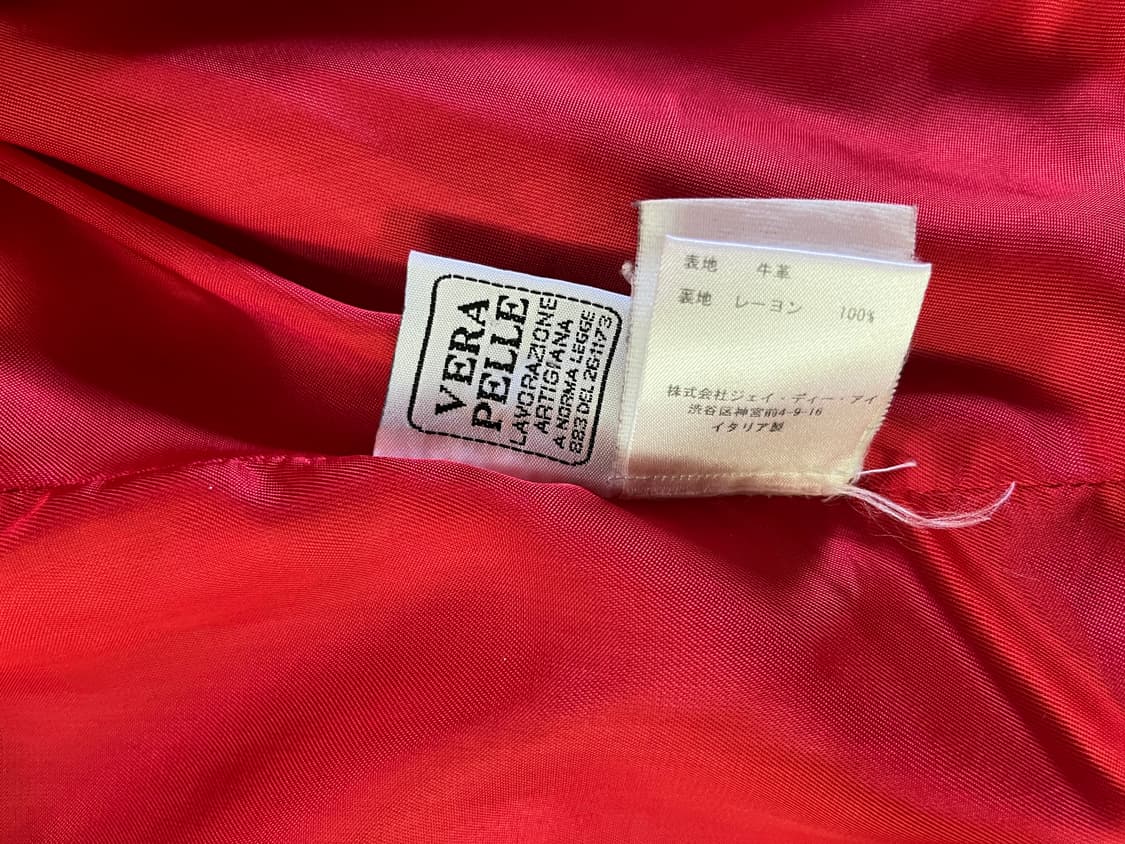 VERA
PELLE
LAVORAZIONE
ARTIGIANA
A NORMA LEGGE
883 DEL 26·11·73
表地 牛革
裏地 レーヨン 100%
株式会社ジェイ・ディー・アイ
渋谷区神宮前4-9-16
イタリア製